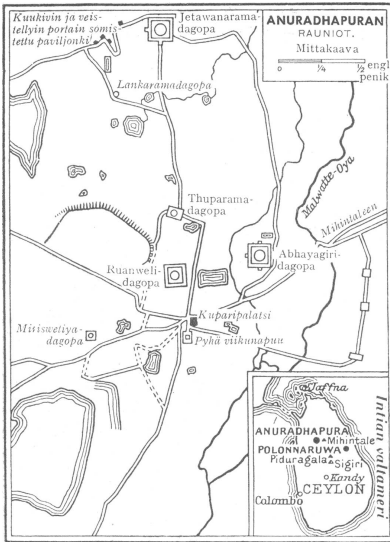 Kuukivin ja veis-
tellyin portain somis-
tettu paviljonki!
Jetawanarama-
dagopa
ANURADHAPURAN
RAUNIOT.
Mittakaava
0 ¼ ½ engl
penik
Lankaramadagopa
Malwatte-Oya
Mihintaleen
Thuparama-
dagopa
Abhayagiri-
dagopa
Ruanweli-
dagopa
Kuparipalatsi
Misiswetiya-
dagopa
Pyhä viikunapuu
Jaffna
ANURADHAPURA
Mihintale
POLONNARUWA
Piduragala
Sigiri
Kandy
CEYLON
Colombo
Intian valtameri